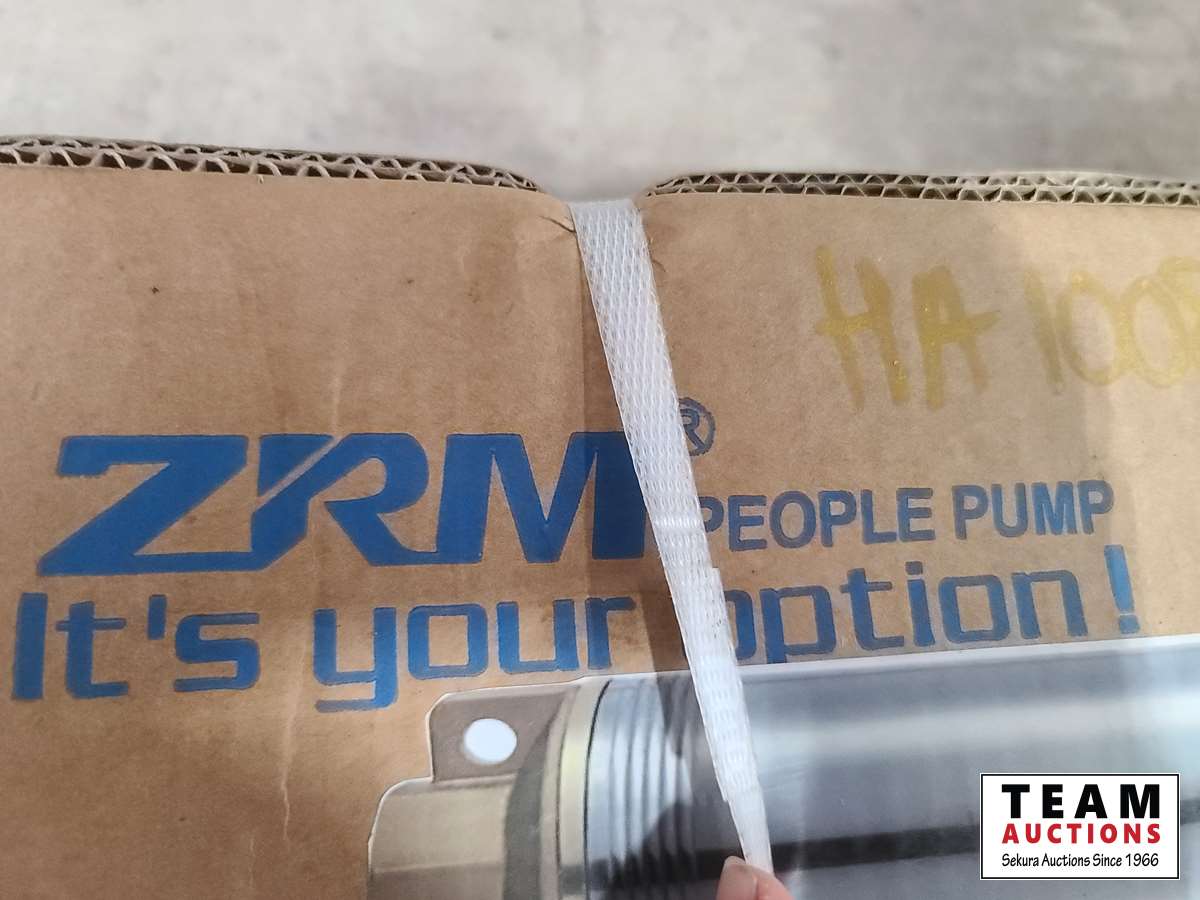 HA 100
ZRM®
PEOPLE PUMP
It's your option!
TEAM
AUCTIONS
Sekura Auctions Since 1966